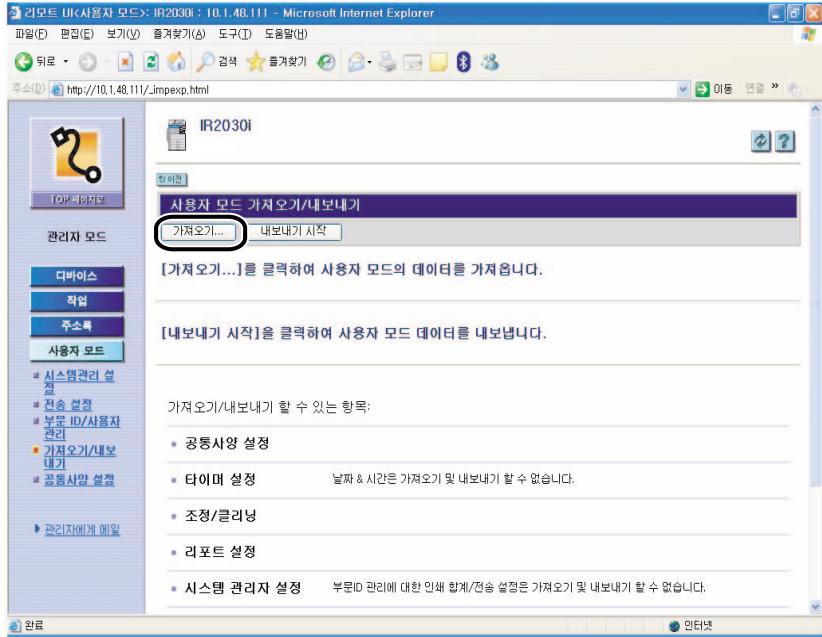 리모트 UI<사용자 모드>: IR2030i : 10.1.48.111 - Microsoft Internet Explorer
파일(F) 편집(E) 보기(V) 즐겨찾기(A) 도구(T) 도움말(H)
뒤로 검색 즐겨찾기
주소(D) http://10.1.48.111/_impexp.html 이동 연결 »
IR2030i
TOP 페이지로
이전
사용자 모드 가져오기/내보내기
가져오기... 내보내기 시작
관리자 모드
디바이스
작업
주소록
사용자 모드
시스템관리 설
정
전송 설정
부문 ID/사용자
관리
가져오기/내보
내기
공통사양 설정
관리자에게 메일
[가져오기...]를 클릭하여 사용자 모드의 데이터를 가져옵니다.
[내보내기 시작]을 클릭하여 사용자 모드 데이터를 내보냅니다.
가져오기/내보내기 할 수 있는 항목:
공통사양 설정
타이머 설정 날짜 & 시간은 가져오기 및 내보내기 할 수 없습니다.
조정/클리닝
리포트 설정
시스템 관리자 설정 부문ID 관리에 대한 인쇄 합계/전송 설정은 가져오기 및 내보내기 할 수 없습니다.
완료 인터넷